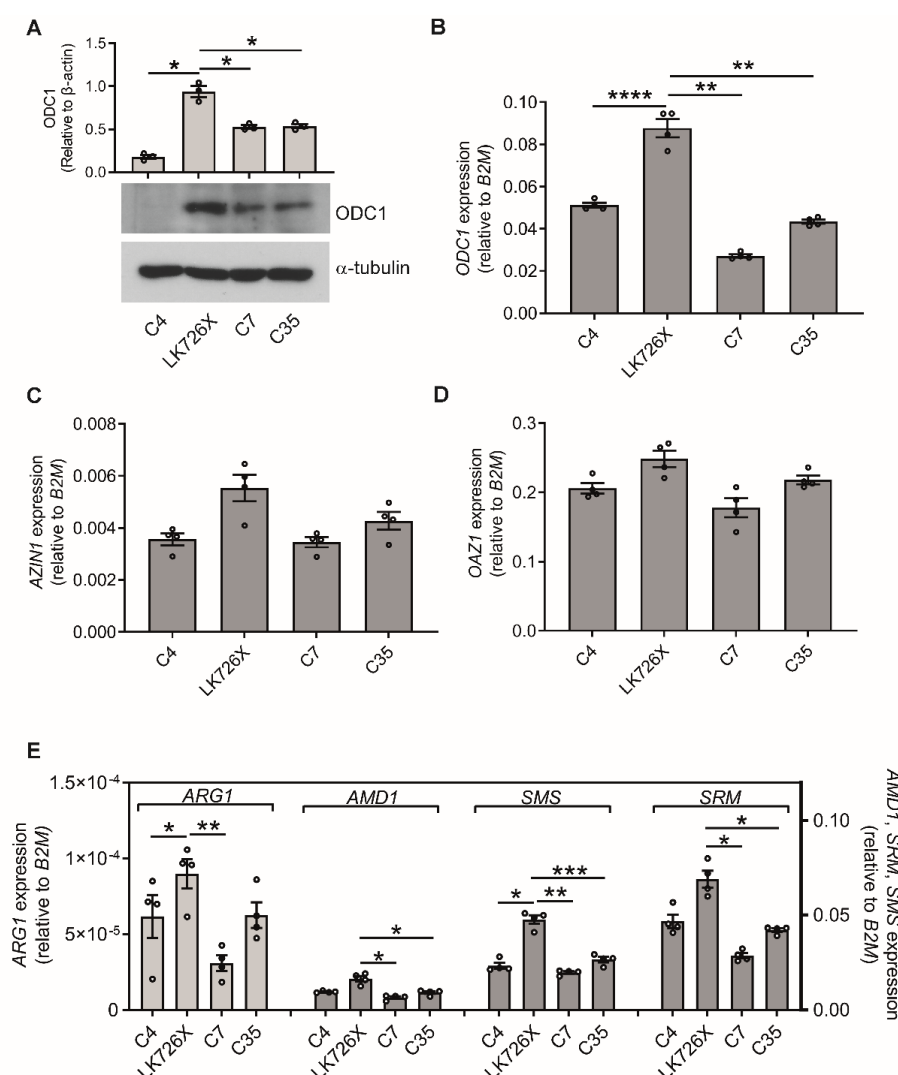 A
ODC1
(Relative to β-actin)
1.5
1.0
0.5
0.0
*
*
*
ODC1
α-tubulin
C4
LK726X
C7
C35
B
ODC1 expression
(relative to B2M)
0.10
0.08
0.06
0.04
0.02
0.00
****
**
**
C4
LK726X
C7
C35
C
AZIN1 expression
(relative to B2M)
0.008
0.006
0.004
0.002
0.000
C4
LK726X
C7
C35
D
OAZ1 expression
(relative to B2M)
0.3
0.2
0.1
0.0
C4
LK726X
C7
C35
E
ARG1 expression
(relative to B2M)
1.5×10⁻⁴
1×10⁻⁴
5×10⁻⁵
0
ARG1
AMD1
SMS
SRM
* **
*
*
***
* **
*
*
0.10
0.05
0.00
AMD1, SRM, SMS expression
(relative to B2M)
C4
LK726X
C7
C35
C4
LK726X
C7
C35
C4
LK726X
C7
C35
C4
LK726X
C7
C35